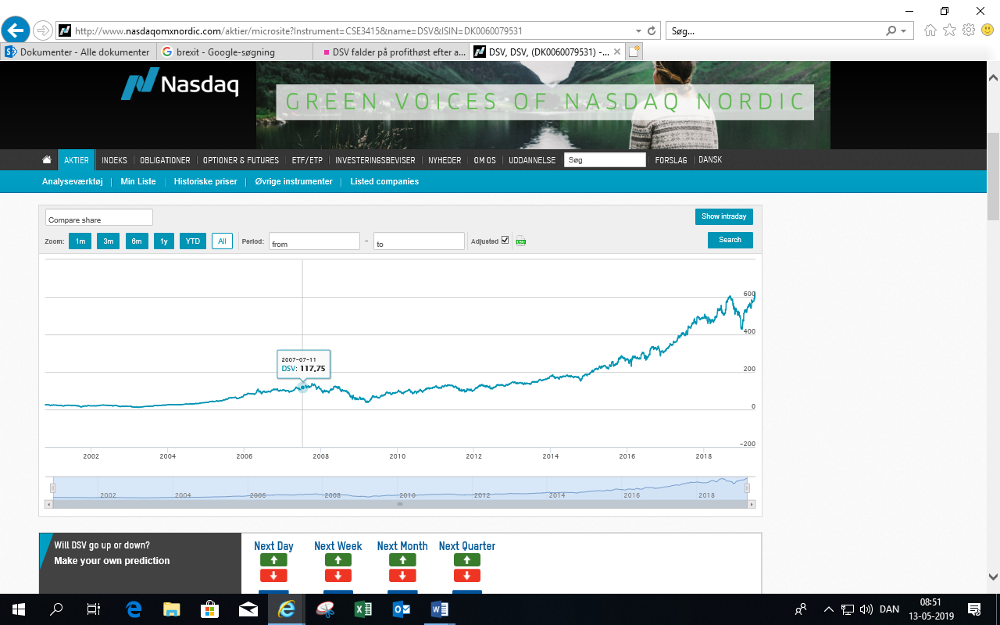 http://www.nasdaqomxnordic.com/aktier/microsite?Instrument=CSE3415&name=DSV&ISIN=DK0060079531
Søg...
Dokumenter - Alle dokumenter
brexit - Google-søgning
DSV falder på profithøst efter a...
DSV, DSV, (DK0060079531) -...
Nasdaq
GREEN VOICES OF NASDAQ NORDIC
AKTIER INDEKS OBLIGATIONER OPTIONER & FUTURES ETF/ETP INVESTERINGSBEVISER NYHEDER OM OS UDDANNELSE Søg FORSLAG DANSK
Analyseværktøj Min Liste Historiske priser Øvrige instrumenter Listed companies
Compare share
Show intraday
Zoom: 1m 3m 6m 1y YTD All Period: from - to Adjusted
Search
600
400
200
0
-200
2007-07-11
DSV: 117,75
2002 2004 2006 2008 2010 2012 2014 2016 2018
2002 2004 2006 2008 2010 2012 2014 2016 2018
Will DSV go up or down?
Make your own prediction
Next Day Next Week Next Month Next Quarter
DAN
08:51
13-05-2019